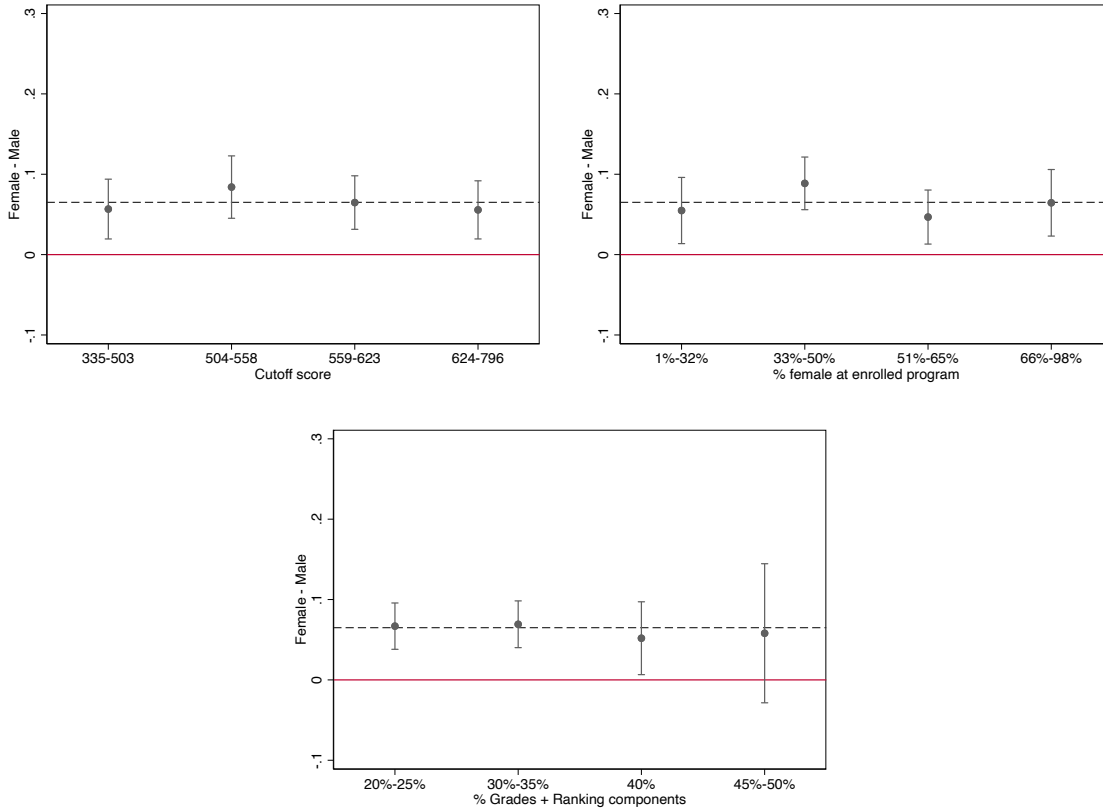 .3
.2
.1
0
-.1
Female - Male
335-503 504-558 559-623 624-796
Cutoff score
.3
.2
.1
0
-.1
Female - Male
1%-32% 33%-50% 51%-65% 66%-98%
% female at enrolled program
.3
.2
.1
0
-.1
Female - Male
20%-25% 30%-35% 40% 45%-50%
% Grades + Ranking components